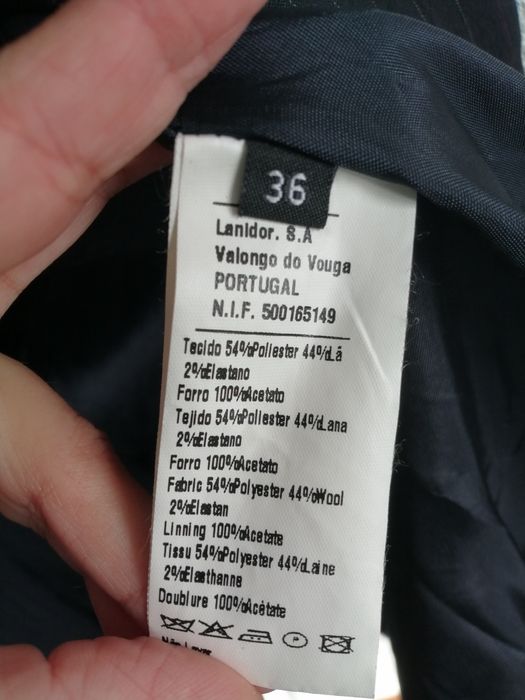 36
Lanidor. S.A
Valongo do Vouga
PORTUGAL
N.I.F. 500165149
Tecido 54%Poliester 44%Lã
2%Elastano
Forro 100%Acetato
Tejido 54%Poliester 44%Lana
2%Elastano
Forro 100%Acetato
Fabric 54%Polyester 44%Wool
2%Elastan
Linning 100%Acetate
Tissu 54%Polyester 44%Laine
2%Elasthanne
Doublure 100%Acétate
Não Lavar